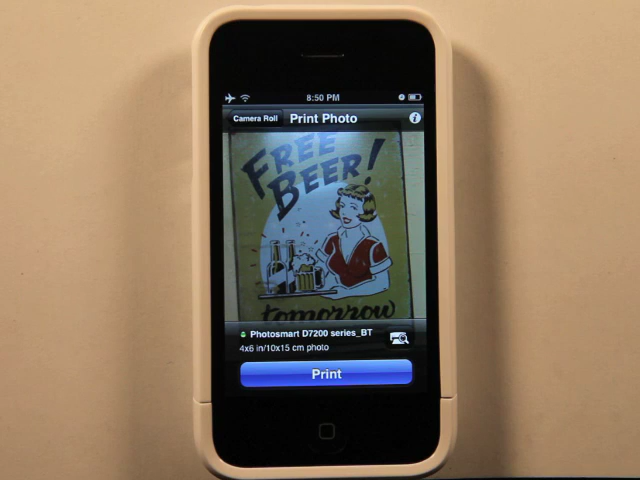 8:50 PM
Camera Roll
Print Photo
i
FREE
BEER!
tomorrow
Photosmart D7200 series_BT
4x6 in/10x15 cm photo
Print